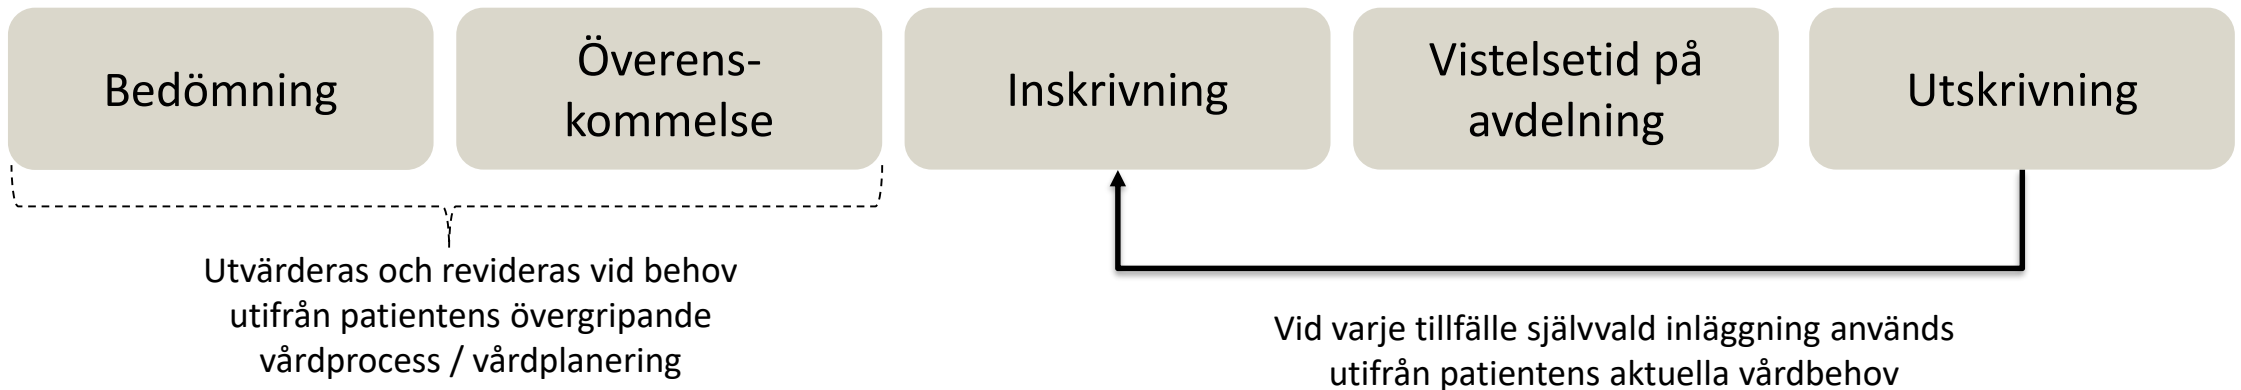 Bedömning
Överens-
kommelse
Inskrivning
Vistelsetid på
avdelning
Utskrivning
Utvärderas och revideras vid behov
utifrån patientens övergripande
vårdprocess / vårdplanering
Vid varje tillfälle självvald inläggning används
utifrån patientens aktuella vårdbehov